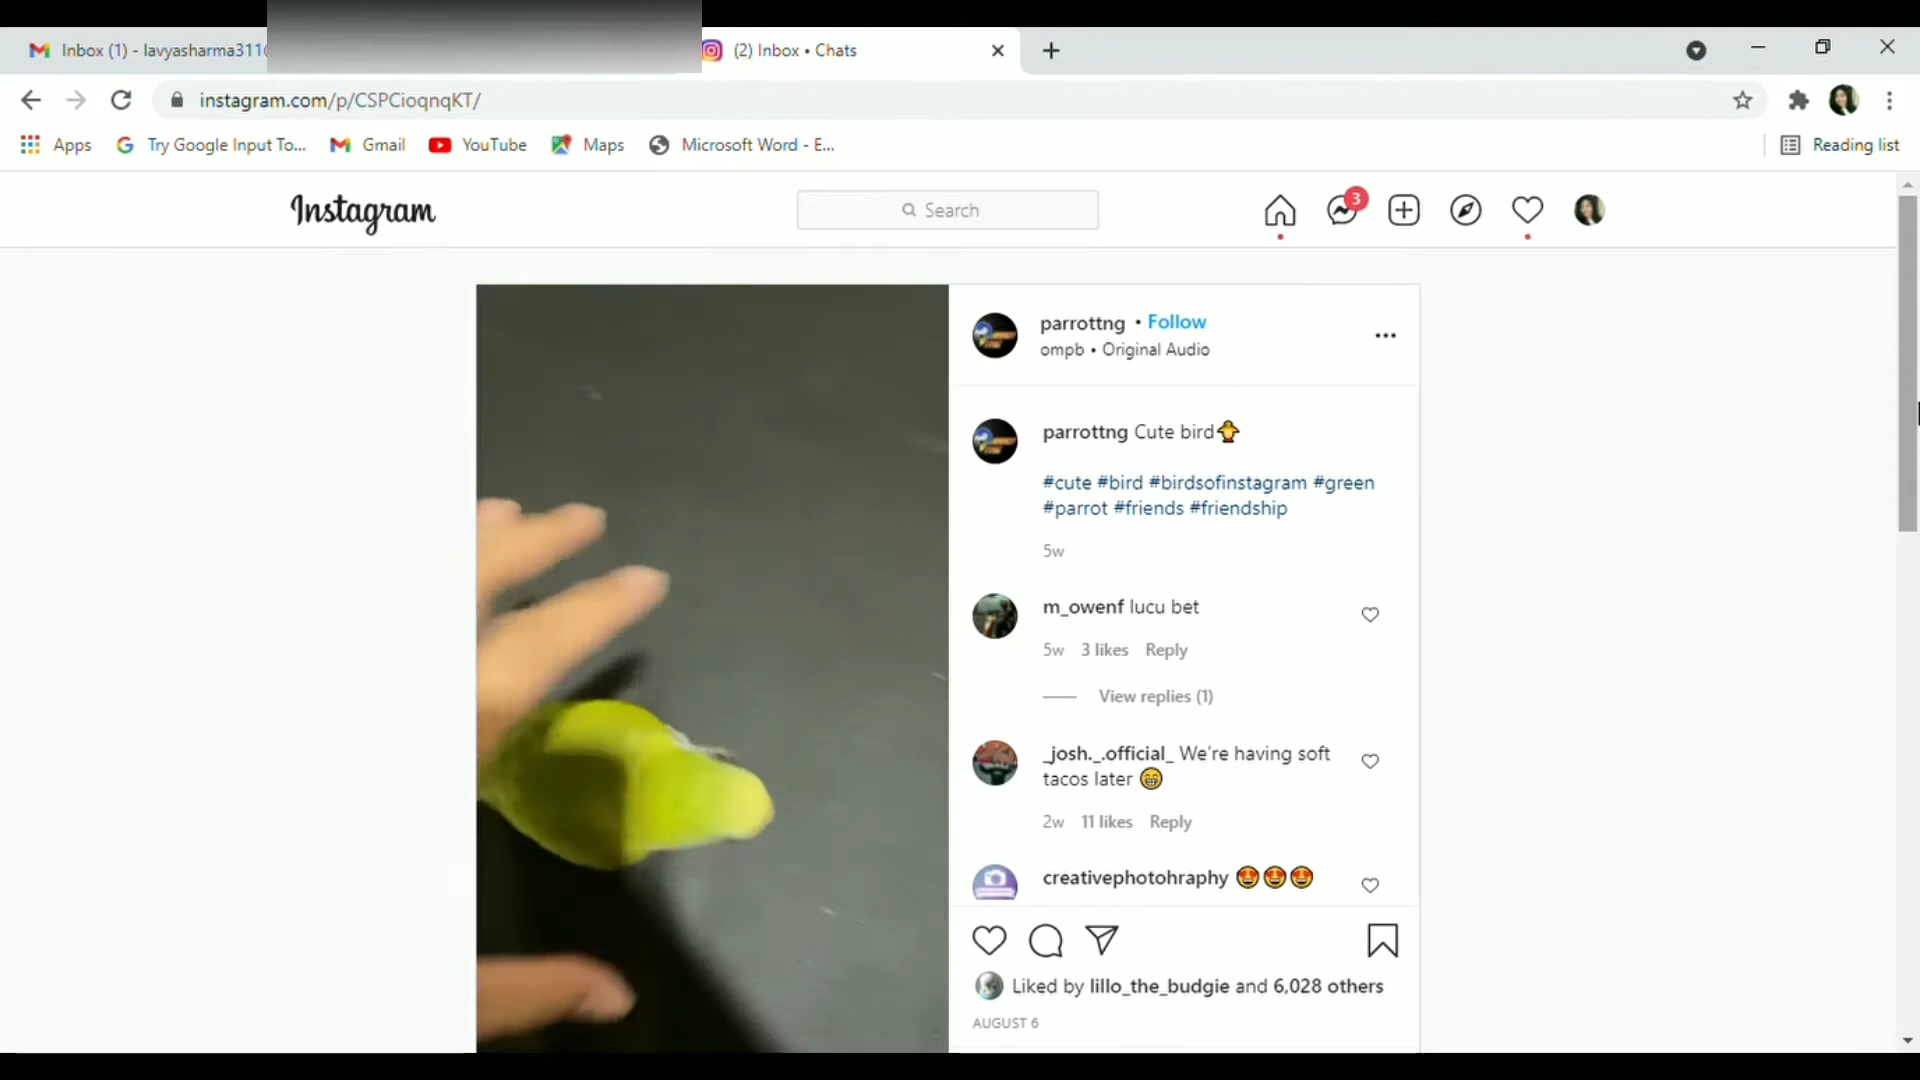 Inbox (1) - lavyasharma311
(2) Inbox • Chats
instagram.com/p/CSPCioqnqKT/
Apps
Try Google Input To...
Gmail
YouTube
Maps
Microsoft Word - E...
Reading list
Instagram
Search
3
parrottng • Follow
ompb • Original Audio
parrottng Cute bird
#cute #bird #birdsofinstagram #green
#parrot #friends #friendship
5w
m_owenf lucu bet
5w 3 likes Reply
View replies (1)
_josh._.official_ We're having soft
tacos later
2w 11 likes Reply
creativephotohraphy
Liked by lillo_the_budgie and 6,028 others
AUGUST 6